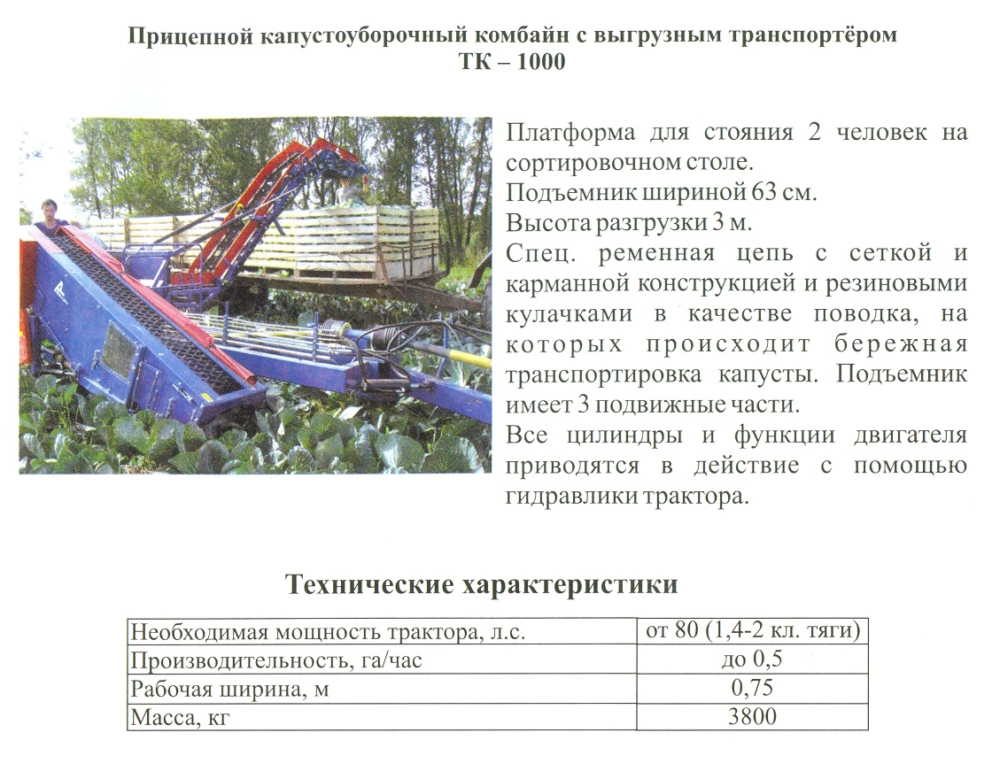 Прицепной капустоуборочный комбайн с выгрузным транспортёром
ТК – 1000
Платформа для стояния 2 человек на
сортировочном столе.
Подъемник шириной 63 см.
Высота разгрузки 3 м.
Спец. ременная цепь с сеткой и
карманной конструкцией и резиновыми
кулачками в качестве поводка, на
которых происходит бережная
транспортировка капусты. Подъемник
имеет 3 подвижные части.
Все цилиндры и функции двигателя
приводятся в действие с помощью
гидравлики трактора.
Технические характеристики
Необходимая мощность трактора, л.с. от 80 (1,4-2 кл. тяги)
Производительность, га/час до 0,5
Рабочая ширина, м 0,75
Масса, кг 3800